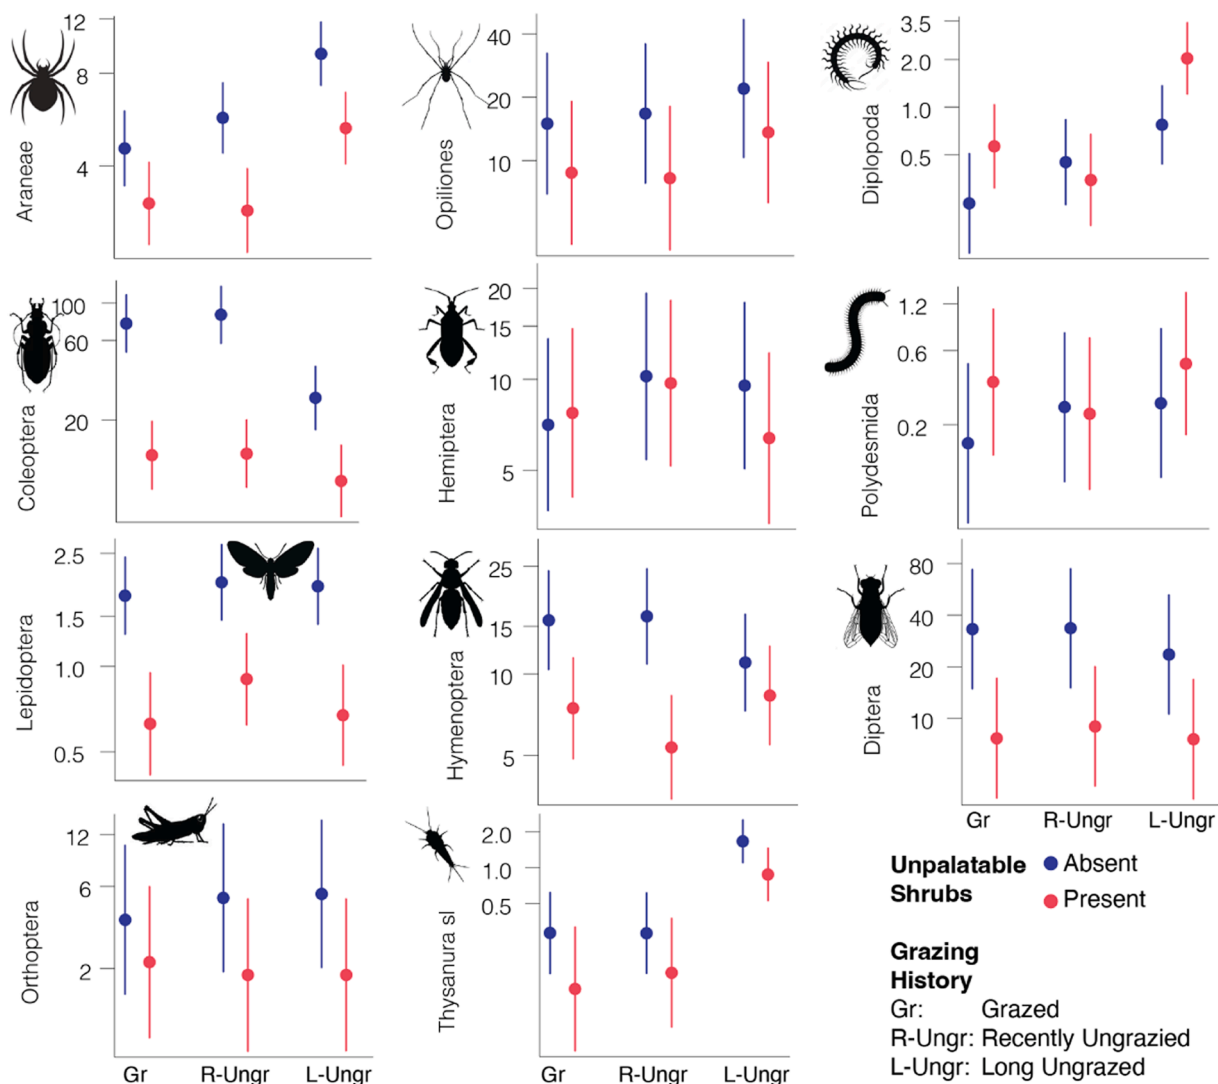 12
8
4
Araneae
40
20
10
Opiliones
3.5
2.0
1.0
0.5
Diplopoda
100
60
20
Coleoptera
20
15
10
5
Hemiptera
1.2
0.6
0.2
Polydesmida
2.5
1.5
1.0
0.5
Lepidoptera
25
15
10
5
Hymenoptera
80
40
20
10
Diptera
Gr R-Ungr L-Ungr
12
6
2
Orthoptera
Gr R-Ungr L-Ungr
2.0
1.0
0.5
Thysanura sl
Gr R-Ungr L-Ungr
Unpalatable
Shrubs
Absent
Present
Grazing
History
Gr: Grazed
R-Ungr: Recently Ungrazied
L-Ungr: Long Ungrazed